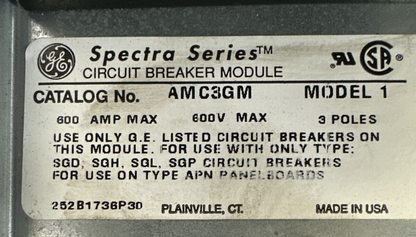 GE Spectra Series™ RU SA
CIRCUIT BREAKER MODULE
CATALOG No. AMC3GM MODEL 1
600 AMP MAX 600V MAX 3 POLES
USE ONLY G.E. LISTED CIRCUIT BREAKERS ON
THIS MODULE. FOR USE WITH ONLY TYPE:
SGD, SGH, SGL, SGP CIRCUIT BREAKERS
FOR USE ON TYPE APN PANELBOARDS
252B1736P30 PLAINVILLE, CT. MADE IN USA